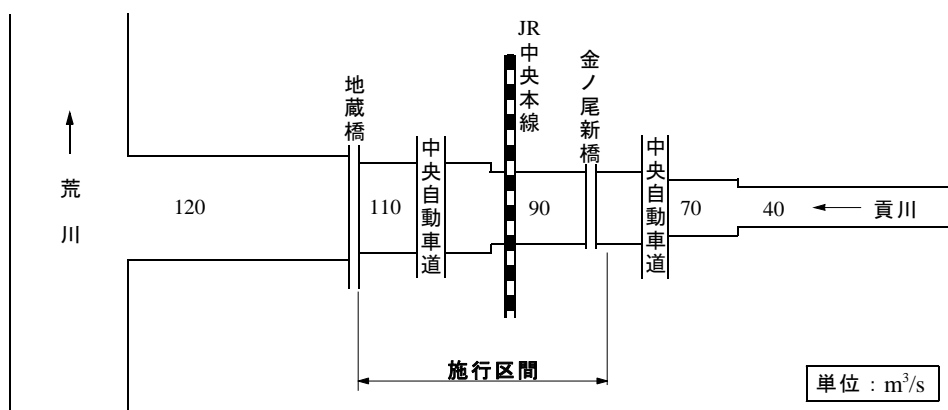 JR中央本線
金ノ尾新橋
地蔵橋
中央自動車道
中央自動車道
荒川
120
110
90
70
40
貢川
施行区間
単位：m³/s